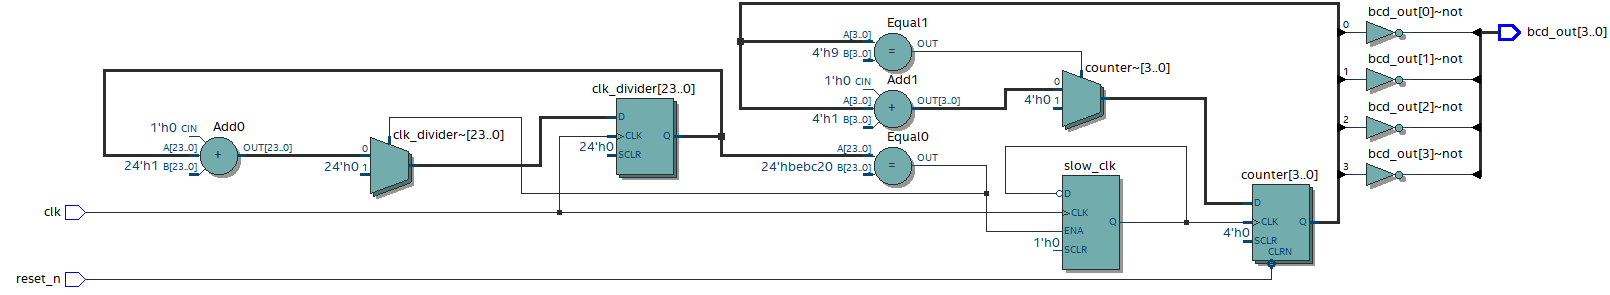 bcd_out[0]~not
Equal1
0
A[3..0]
OUT
4'h9 B[3..0]
bcd_out[3..0]
bcd_out[1]~not
counter~[3..0]
1
1'h0 CIN
Add1
0
A[3..0]
OUT[3..0]
4'h0 1
4'h1 B[3..0]
clk_divider[23..0]
bcd_out[2]~not
2
D
Add0
1'h0 CIN
clk_divider~[23..0]
CLK
Q
Equal0
A[23..0]
OUT[23..0]
0
24'h0
SCLR
A[23..0]
OUT
24'h1 B[23..0]
24'h0 1
24'hbebc20 B[23..0]
bcd_out[3]~not
3
slow_clk
counter[3..0]
D
D
clk
CLK
Q
CLK
Q
ENA
4'h0
SCLR
1'h0
SCLR
CLRN
reset_n